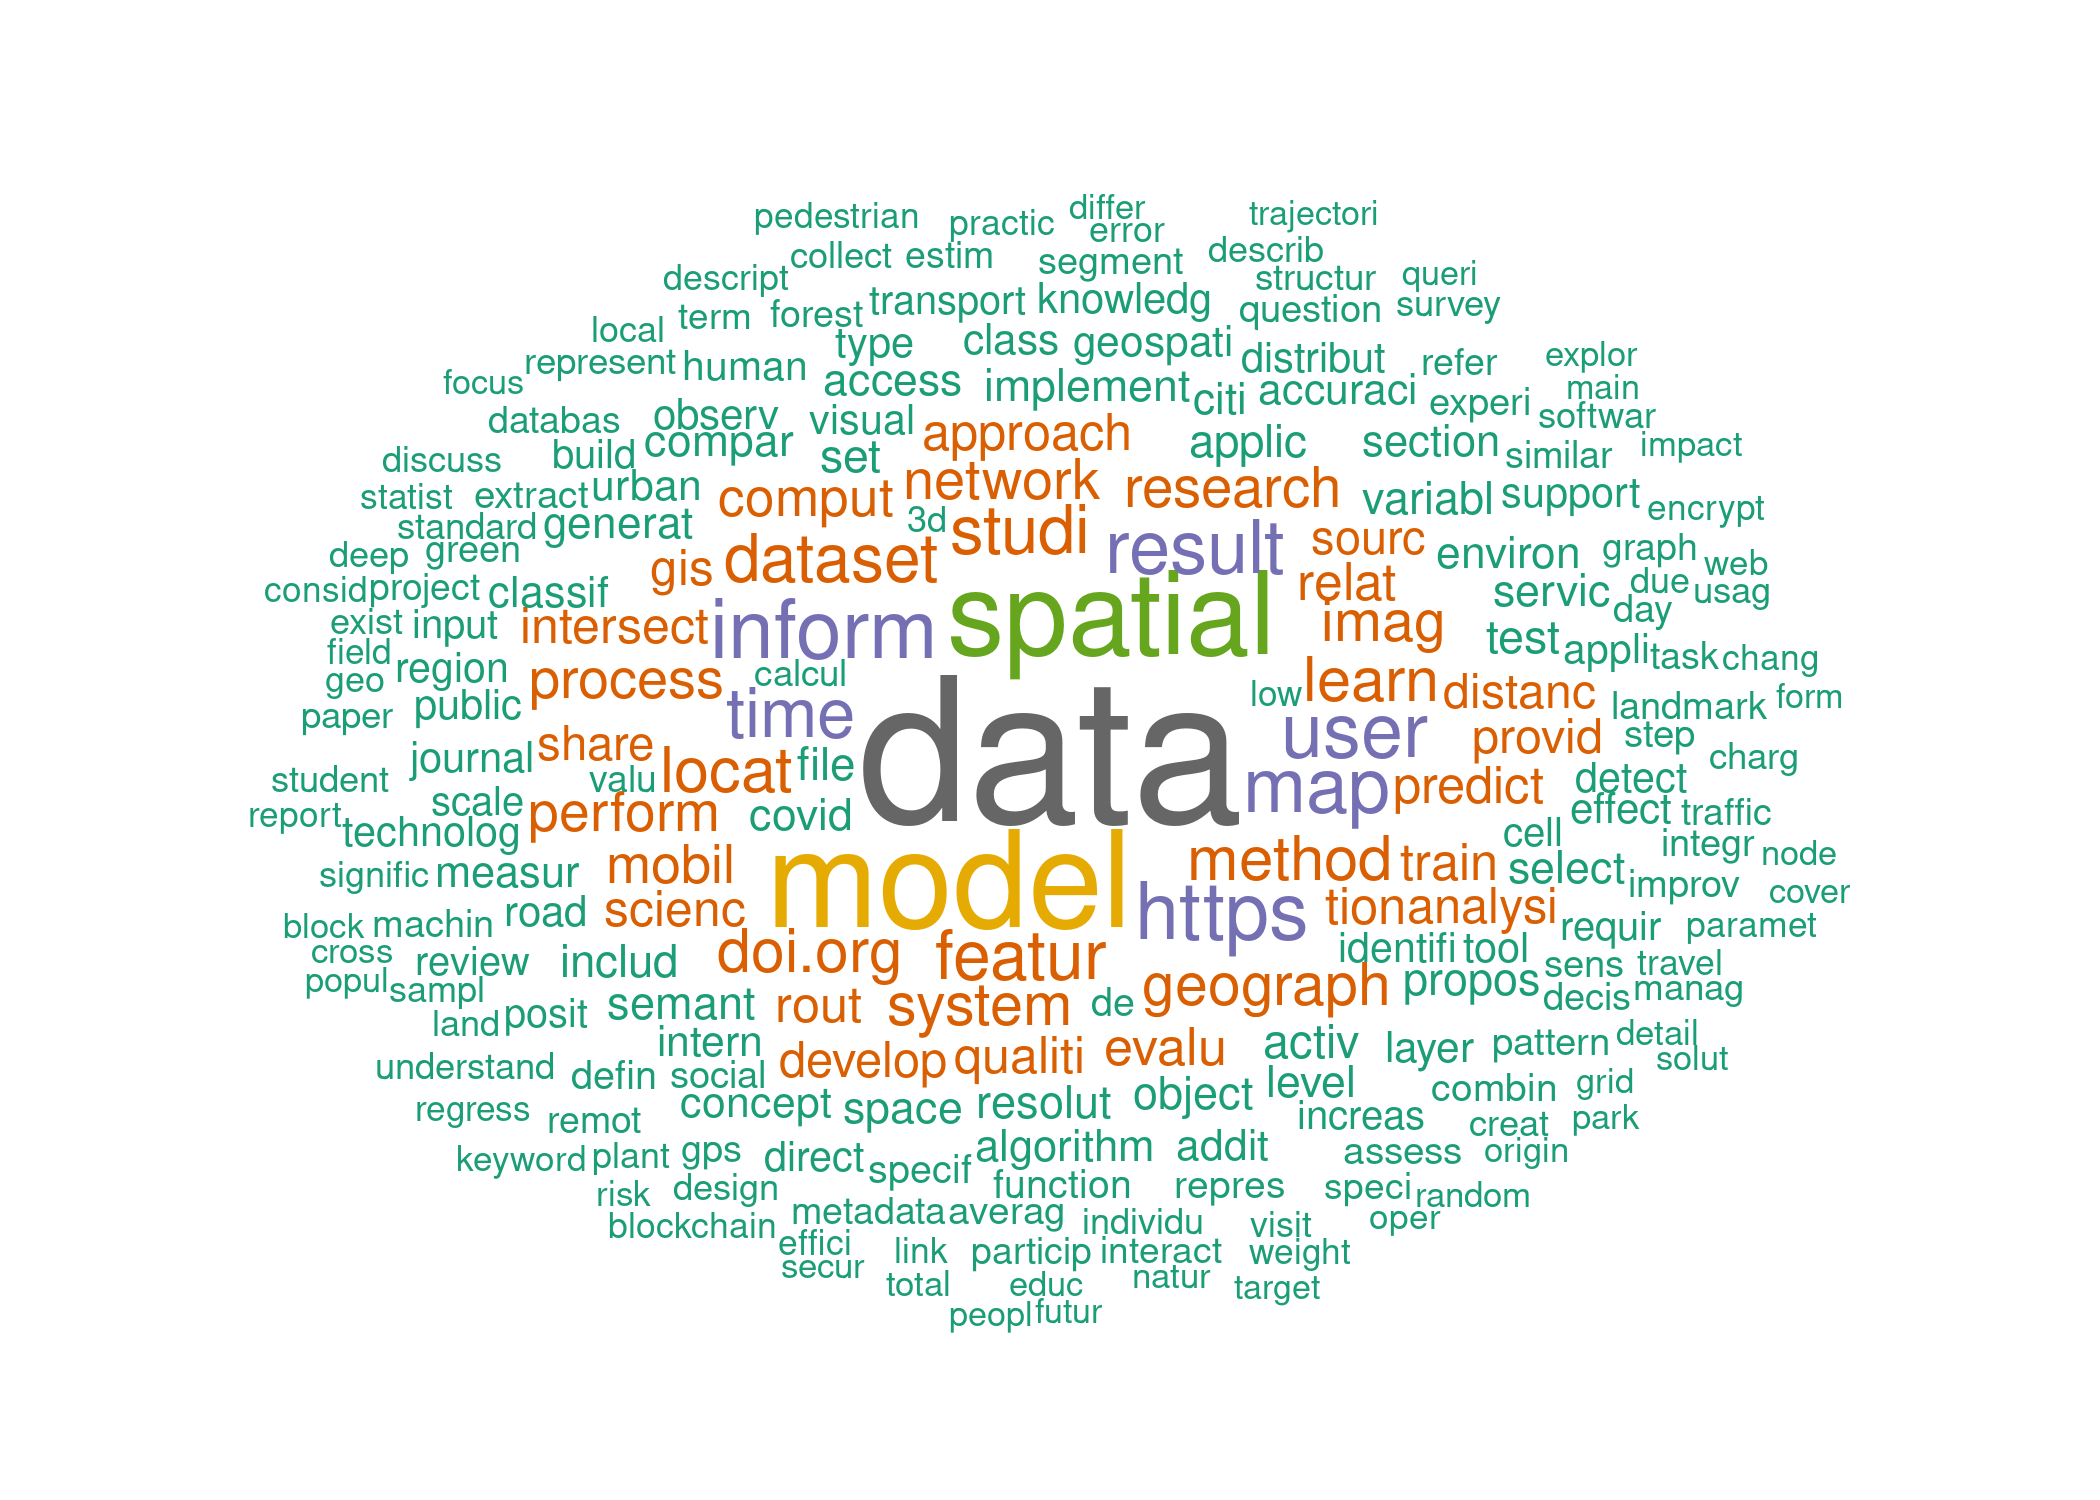 differ
pedestrian practic error trajectori
collect estim segment describ
descript structur queri
local term forest transport knowledg question survey
represent human type class geospati distribut refer explor
focus access implement citi accuraci experi main
databas observ visual approach applic section softwar
discuss build compar set similar impact
statist extract urban comput network research variabl support encrypt
standard generat 3d studi result sourc environ graph web
deep green gis dataset relat servic due usag
consid project classif spatial imag day
exist input intersect inform test appli task chang
field region process calcul learn distanc landmark form
geo public time data low user provid step
paper journal share locat file map predict detect charg
student valu
report scale perform covid effect traffic
technolog cell integr node
signific measur mobil model method train select improv cover
block machin road scienc https tionanalysi requir paramet
cross review includ doi.org featur identifi tool sens travel
popul sampl semant rout system de geograph propos decis manag
land posit intern activ layer pattern detail
understand defin social develop qualiti evalu level combin grid solut
regress remot concept space resolut object increas creat park
keyword plant gps direct specif algorithm addit assess origin
risk design function repres speci random
blockchain metadata averag individu visit oper
effici link particip interact weight
secur total educ natur target
peopl futur